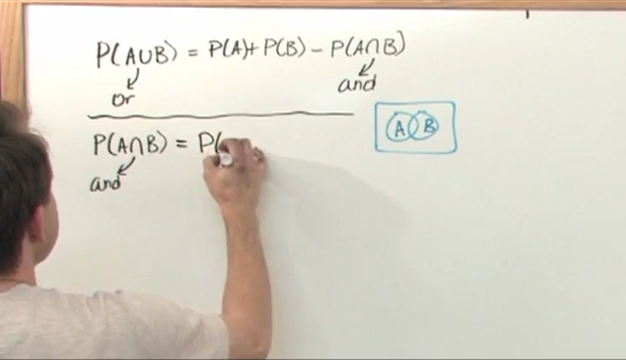 P(A∪B) = P(A)+P(B) − P(A∩B)
or
and
A B
P(A∩B) = P(
and